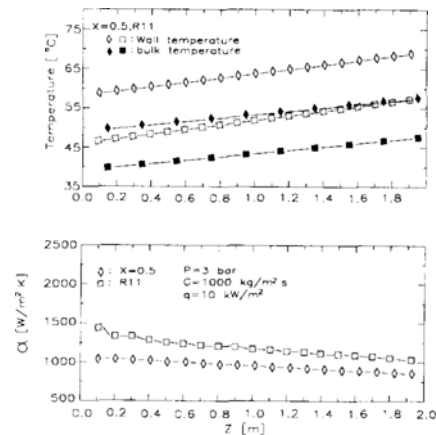 X=0.5,R11
◊ □ :Wall temperature
♦ ■ :bulk temperature
Temperature [ °C]
75
65
55
45
35
0.0 0.2 0.4 0.6 0.8 1.0 1.2 1.4 1.6 1.8 2.0
2500
2000
1500
1000
500
α [W/m² K]
◊: X=0.5 P=3 bar
□: R11 G=1000 kg/m² s
q=10 kW/m²
0.0 0.2 0.4 0.6 0.8 1.0 1.2 1.4 1.6 1.8 2.0
Z [m]